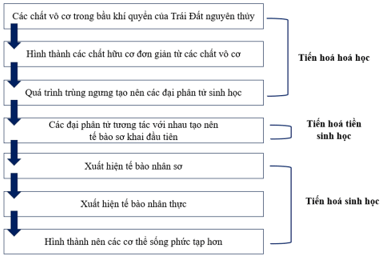 Các chất vô cơ trong bầu khí quyển của Trái Đất nguyên thủy
Hình thành các chất hữu cơ đơn giản từ các chất vô cơ
Tiến hoá hoá học
Quá trình trùng ngưng tạo nên các đại phân tử sinh học
Các đại phân tử tương tác với nhau tạo nên
tế bào sơ khai đầu tiên
Tiến hoá tiền
sinh học
Xuất hiện tế bào nhân sơ
Xuất hiện tế bào nhân thực
Tiến hoá sinh học
Hình thành nên các cơ thể sống phức tạp hơn